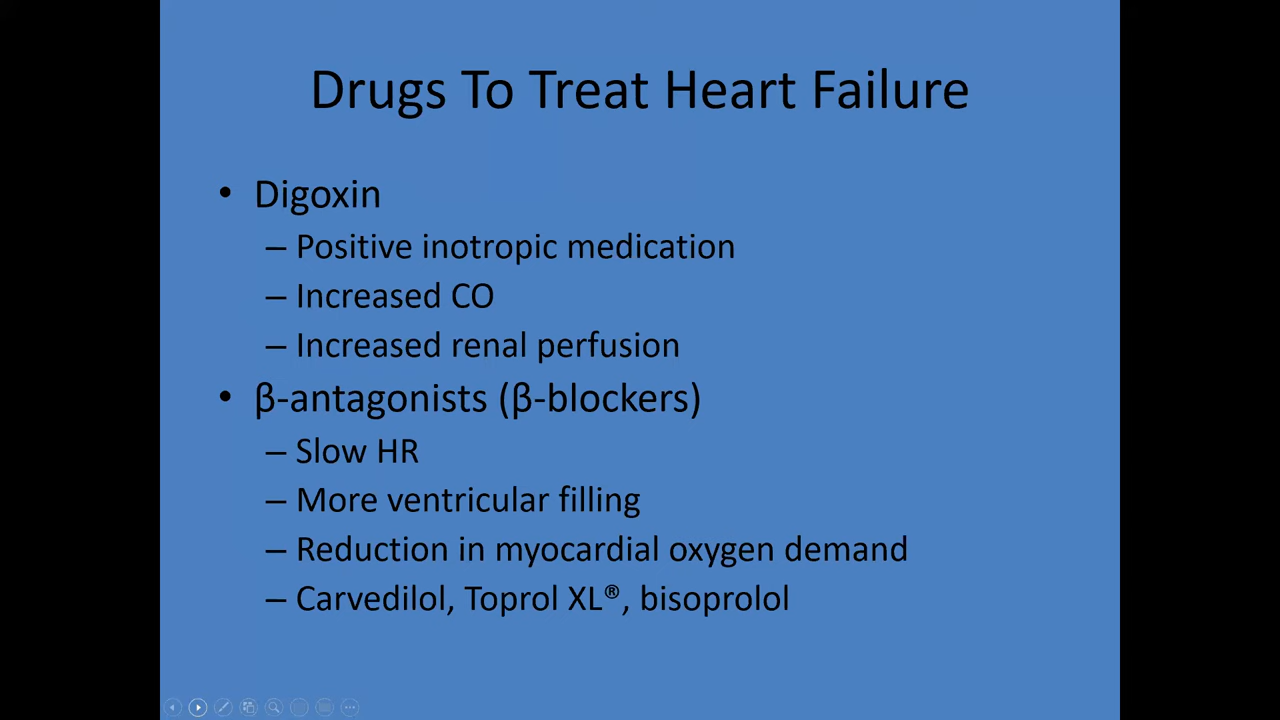 Drugs To Treat Heart Failure
• Digoxin
– Positive inotropic medication
– Increased CO
– Increased renal perfusion
• β-antagonists (β-blockers)
– Slow HR
– More ventricular filling
– Reduction in myocardial oxygen demand
– Carvedilol, Toprol XL®, bisoprolol